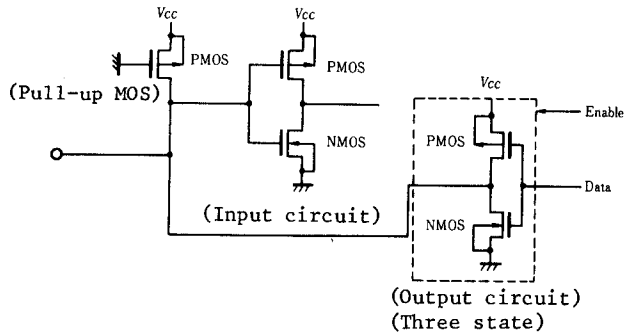 Vcc
Vcc
PMOS
PMOS
(Pull-up MOS)
Vcc
Enable
PMOS
NMOS
Data
(Input circuit)
NMOS
(Output circuit)
(Three state)